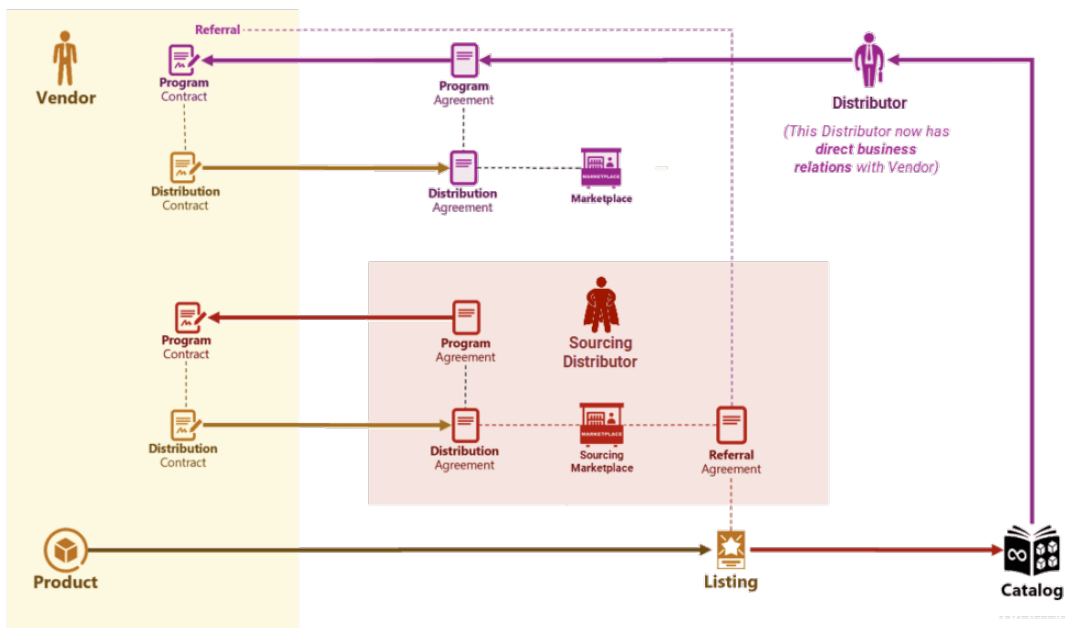 Referral
Vendor
Program
Contract
Program
Agreement
Distributor
(This Distributor now has
direct business
relations with Vendor)
Distribution
Contract
Distribution
Agreement
MARKETPLACE
Marketplace
Program
Contract
Program
Agreement
Sourcing
Distributor
Distribution
Contract
Distribution
Agreement
MARKETPLACE
Sourcing
Marketplace
Referral
Agreement
Product
Listing
Catalog